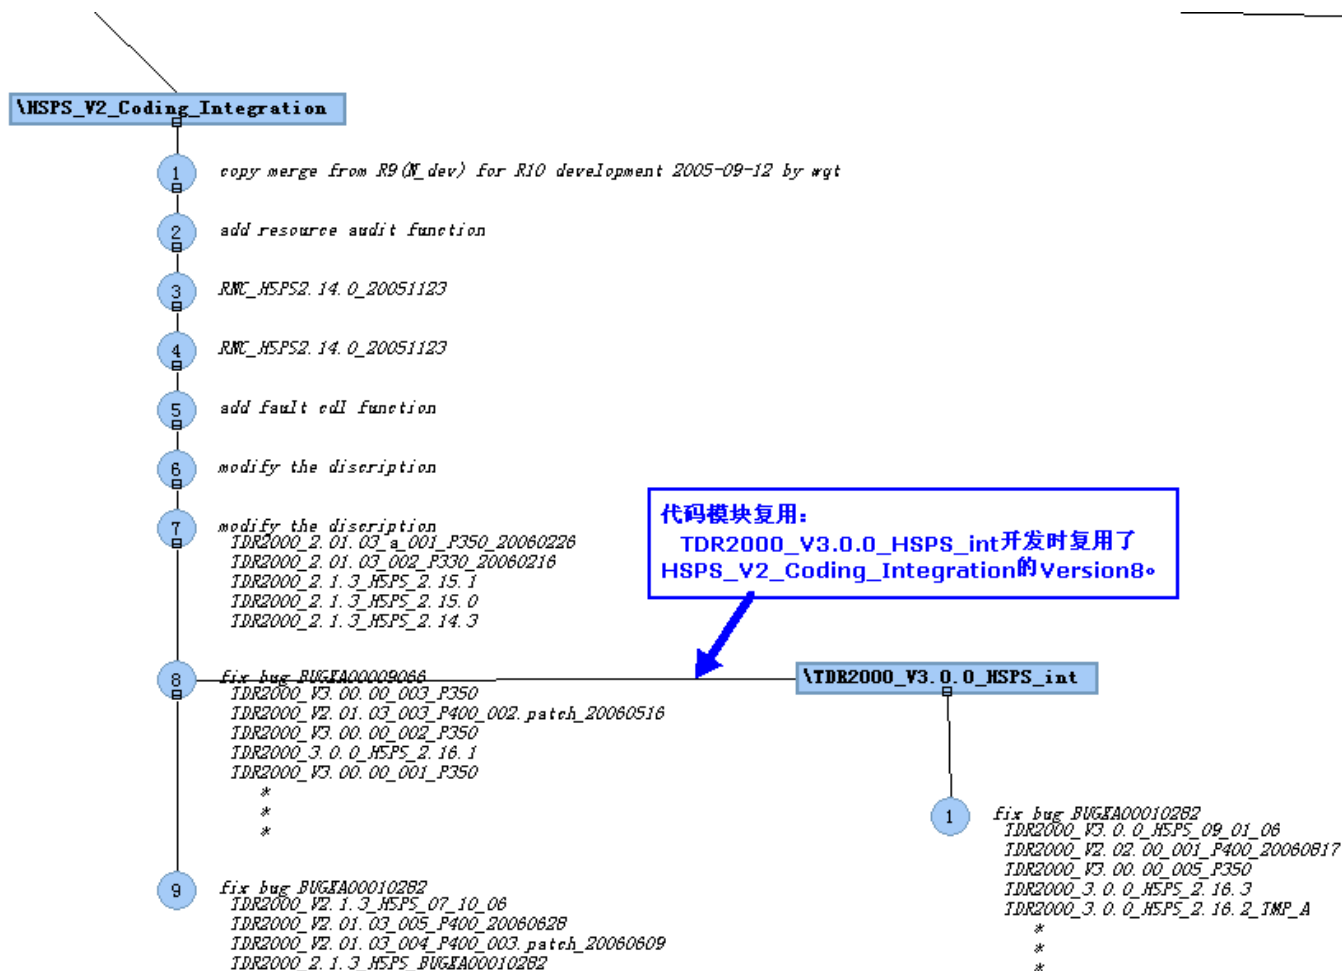 \HSPS_V2_Coding_Integration
1
copy merge from R9(N_dev) for R10 development 2005-09-12 by wgt
2
add resource audit function
3
RNC_HSPS2.14.0_20051123
4
RNC_HSPS2.14.0_20051123
5
add fault cdl function
6
modify the discription
7
modify the discription
TDR2000_2.01.03_a_001_P350_20060226
TDR2000_2.01.03_002_P330_20060216
TDR2000_2.1.3_HSPS_2.15.1
TDR2000_2.1.3_HSPS_2.15.0
TDR2000_2.1.3_HSPS_2.14.3
代码模块复用：
TDR2000_V3.0.0_HSPS_int开发时复用了
HSPS_V2_Coding_Integration的Version8。
8
fix bug BUGEA00009066
TDR2000_V3.00.00_003_P350
TDR2000_V2.01.03_003_P400_002.patch_20060516
TDR2000_V3.00.00_002_P350
TDR2000_3.0.0_HSPS_2.16.1
TDR2000_V3.00.00_001_P350
*
*
*
\TDR2000_V3.0.0_HSPS_int
1
fix bug BUGEA00010282
TDR2000_V3.0.0_HSPS_09_01_06
TDR2000_V2.02.00_001_P400_20060817
TDR2000_V3.00.00_005_P350
TDR2000_3.0.0_HSPS_2.16.3
TDR2000_3.0.0_HSPS_2.16.2_TMP_A
*
*
*
9
fix bug BUGEA00010282
TDR2000_V2.1.3_HSPS_07_10_06
TDR2000_V2.01.03_005_P400_20060628
TDR2000_V2.01.03_004_P400_003.patch_20060609
TDR2000_2.1.3_HSPS_BUGEA00010282